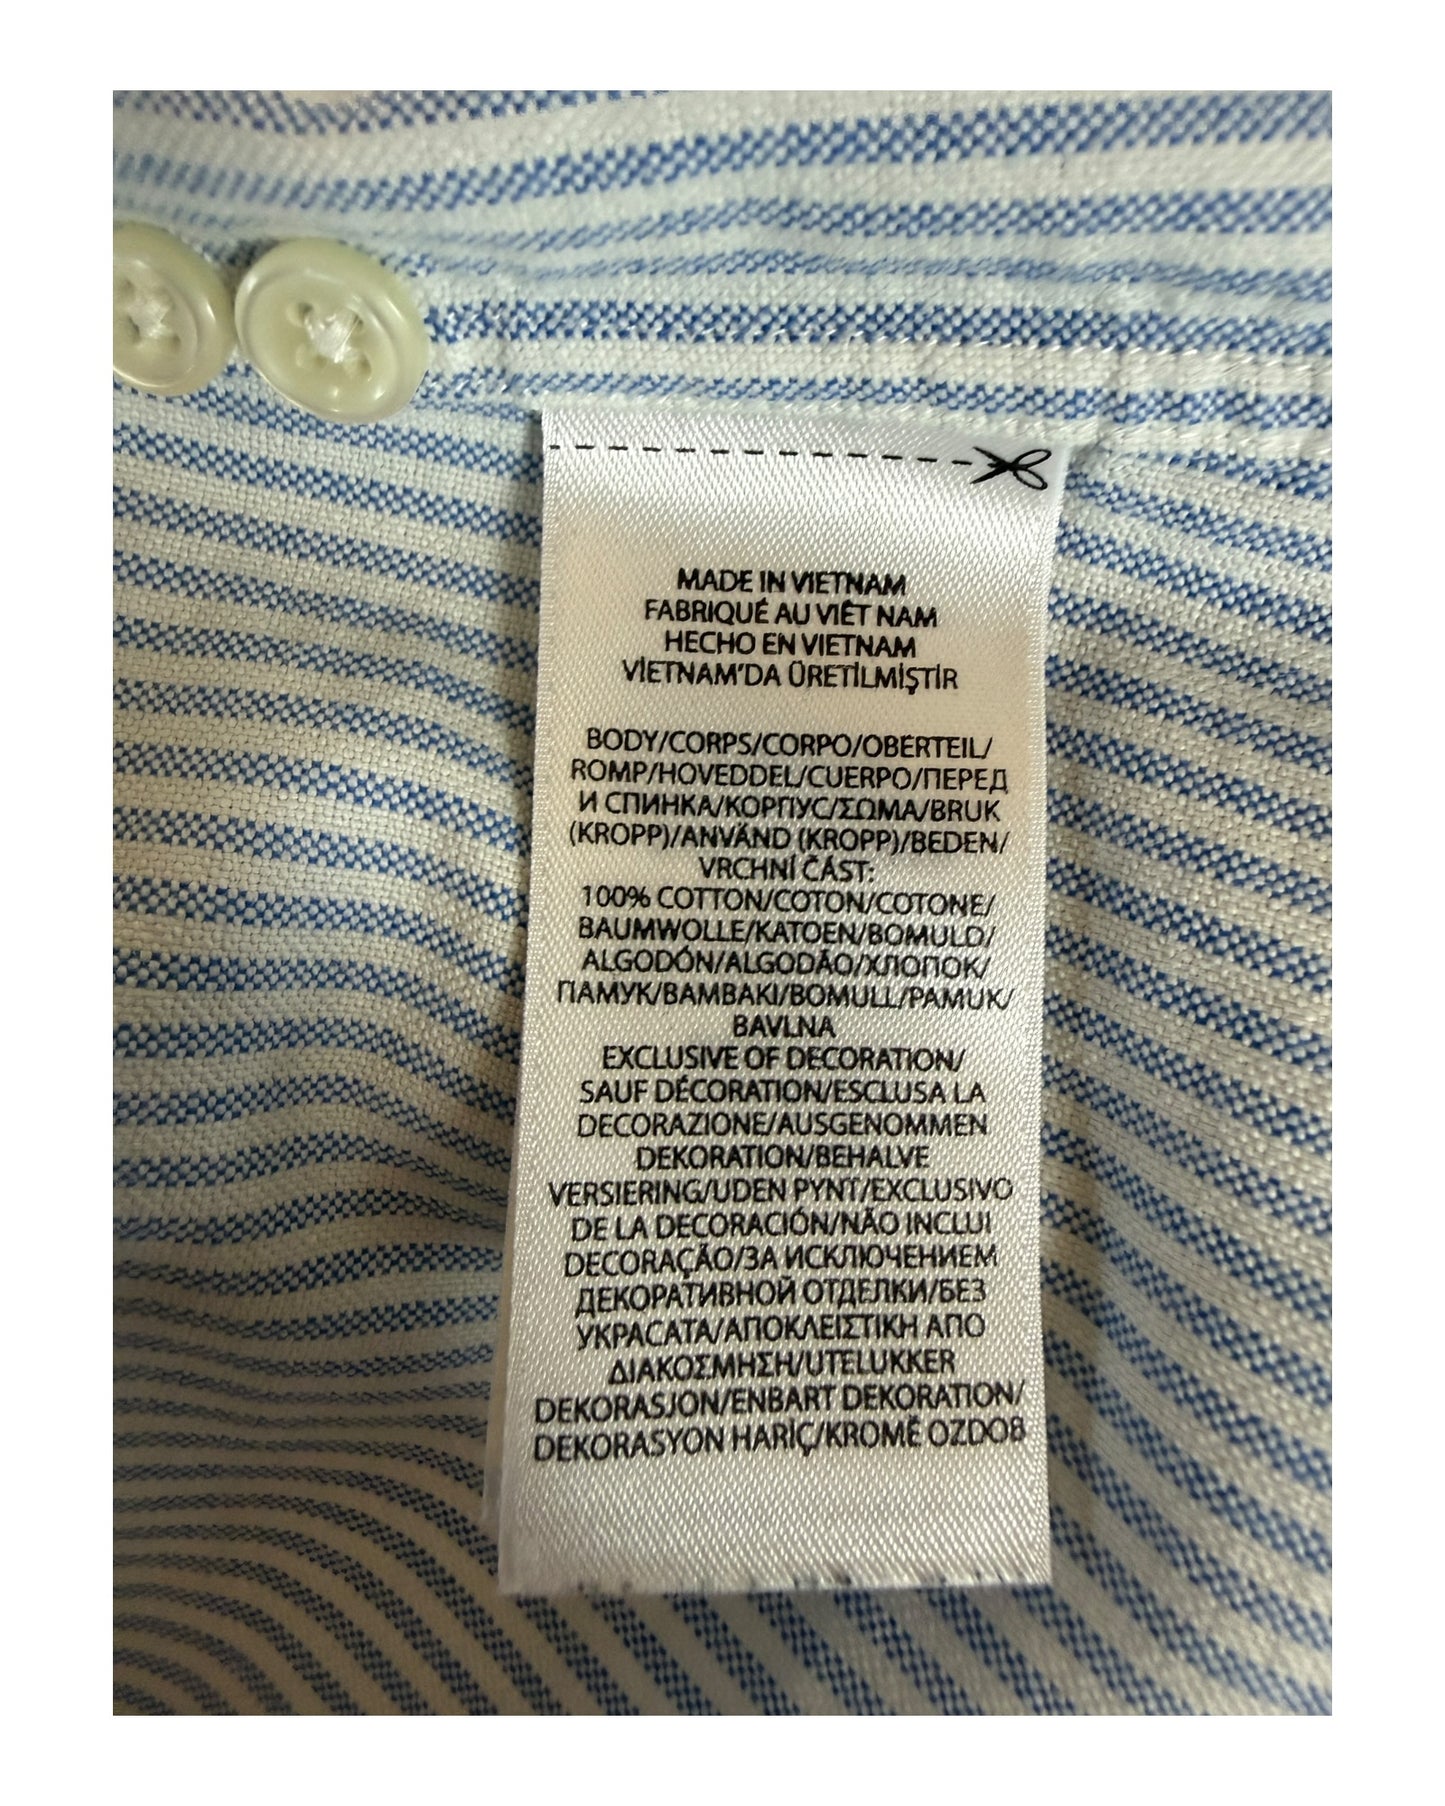 MADE IN VIETNAM
FABRIQUÉ AU VIÊT NAM
HECHO EN VIETNAM
VİETNAM'DA ÜRETİLMİŞTİR
BODY/CORPS/CORPO/OBERTEIL/
ROMP/HOVEDDEL/CUERPO/ПЕРЕД
И СПИНКА/КОРПУС/ΣΩΜΑ/BRUK
(KROPP)/ANVÄND (KROPP)/BEDEN/
VRCHNÍ ČÁST:
100% COTTON/COTON/COTONE/
BAUMWOLLE/KATOEN/BOMULD/
ALGODÓN/ALGODÃO/ХЛОПОК/
ПАМУК/ΒΑΜΒΑΚΙ/BOMULL/PAMUK/
BAVLNA
EXCLUSIVE OF DECORATION/
SAUF DÉCORATION/ESCLUSA LA
DECORAZIONE/AUSGENOMMEN
DEKORATION/BEHALVE
VERSIERING/UDEN PYNT/EXCLUSIVO
DE LA DECORACIÓN/NÃO INCLUI
DECORAÇÃO/ЗА ИСКЛЮЧЕНИЕМ
ДЕКОРАТИВНОЙ ОТДЕЛКИ/БЕЗ
УКРАСАТА/ΑΠΟΚΛΕΙΣΤΙΚΗ ΑΠΟ
ΔΙΑΚΟΣΜΗΣΗ/UTELUKKER
DEKORASJON/ENBART DEKORATION/
DEKORASYON HARİÇ/KROMĚ OZDOB